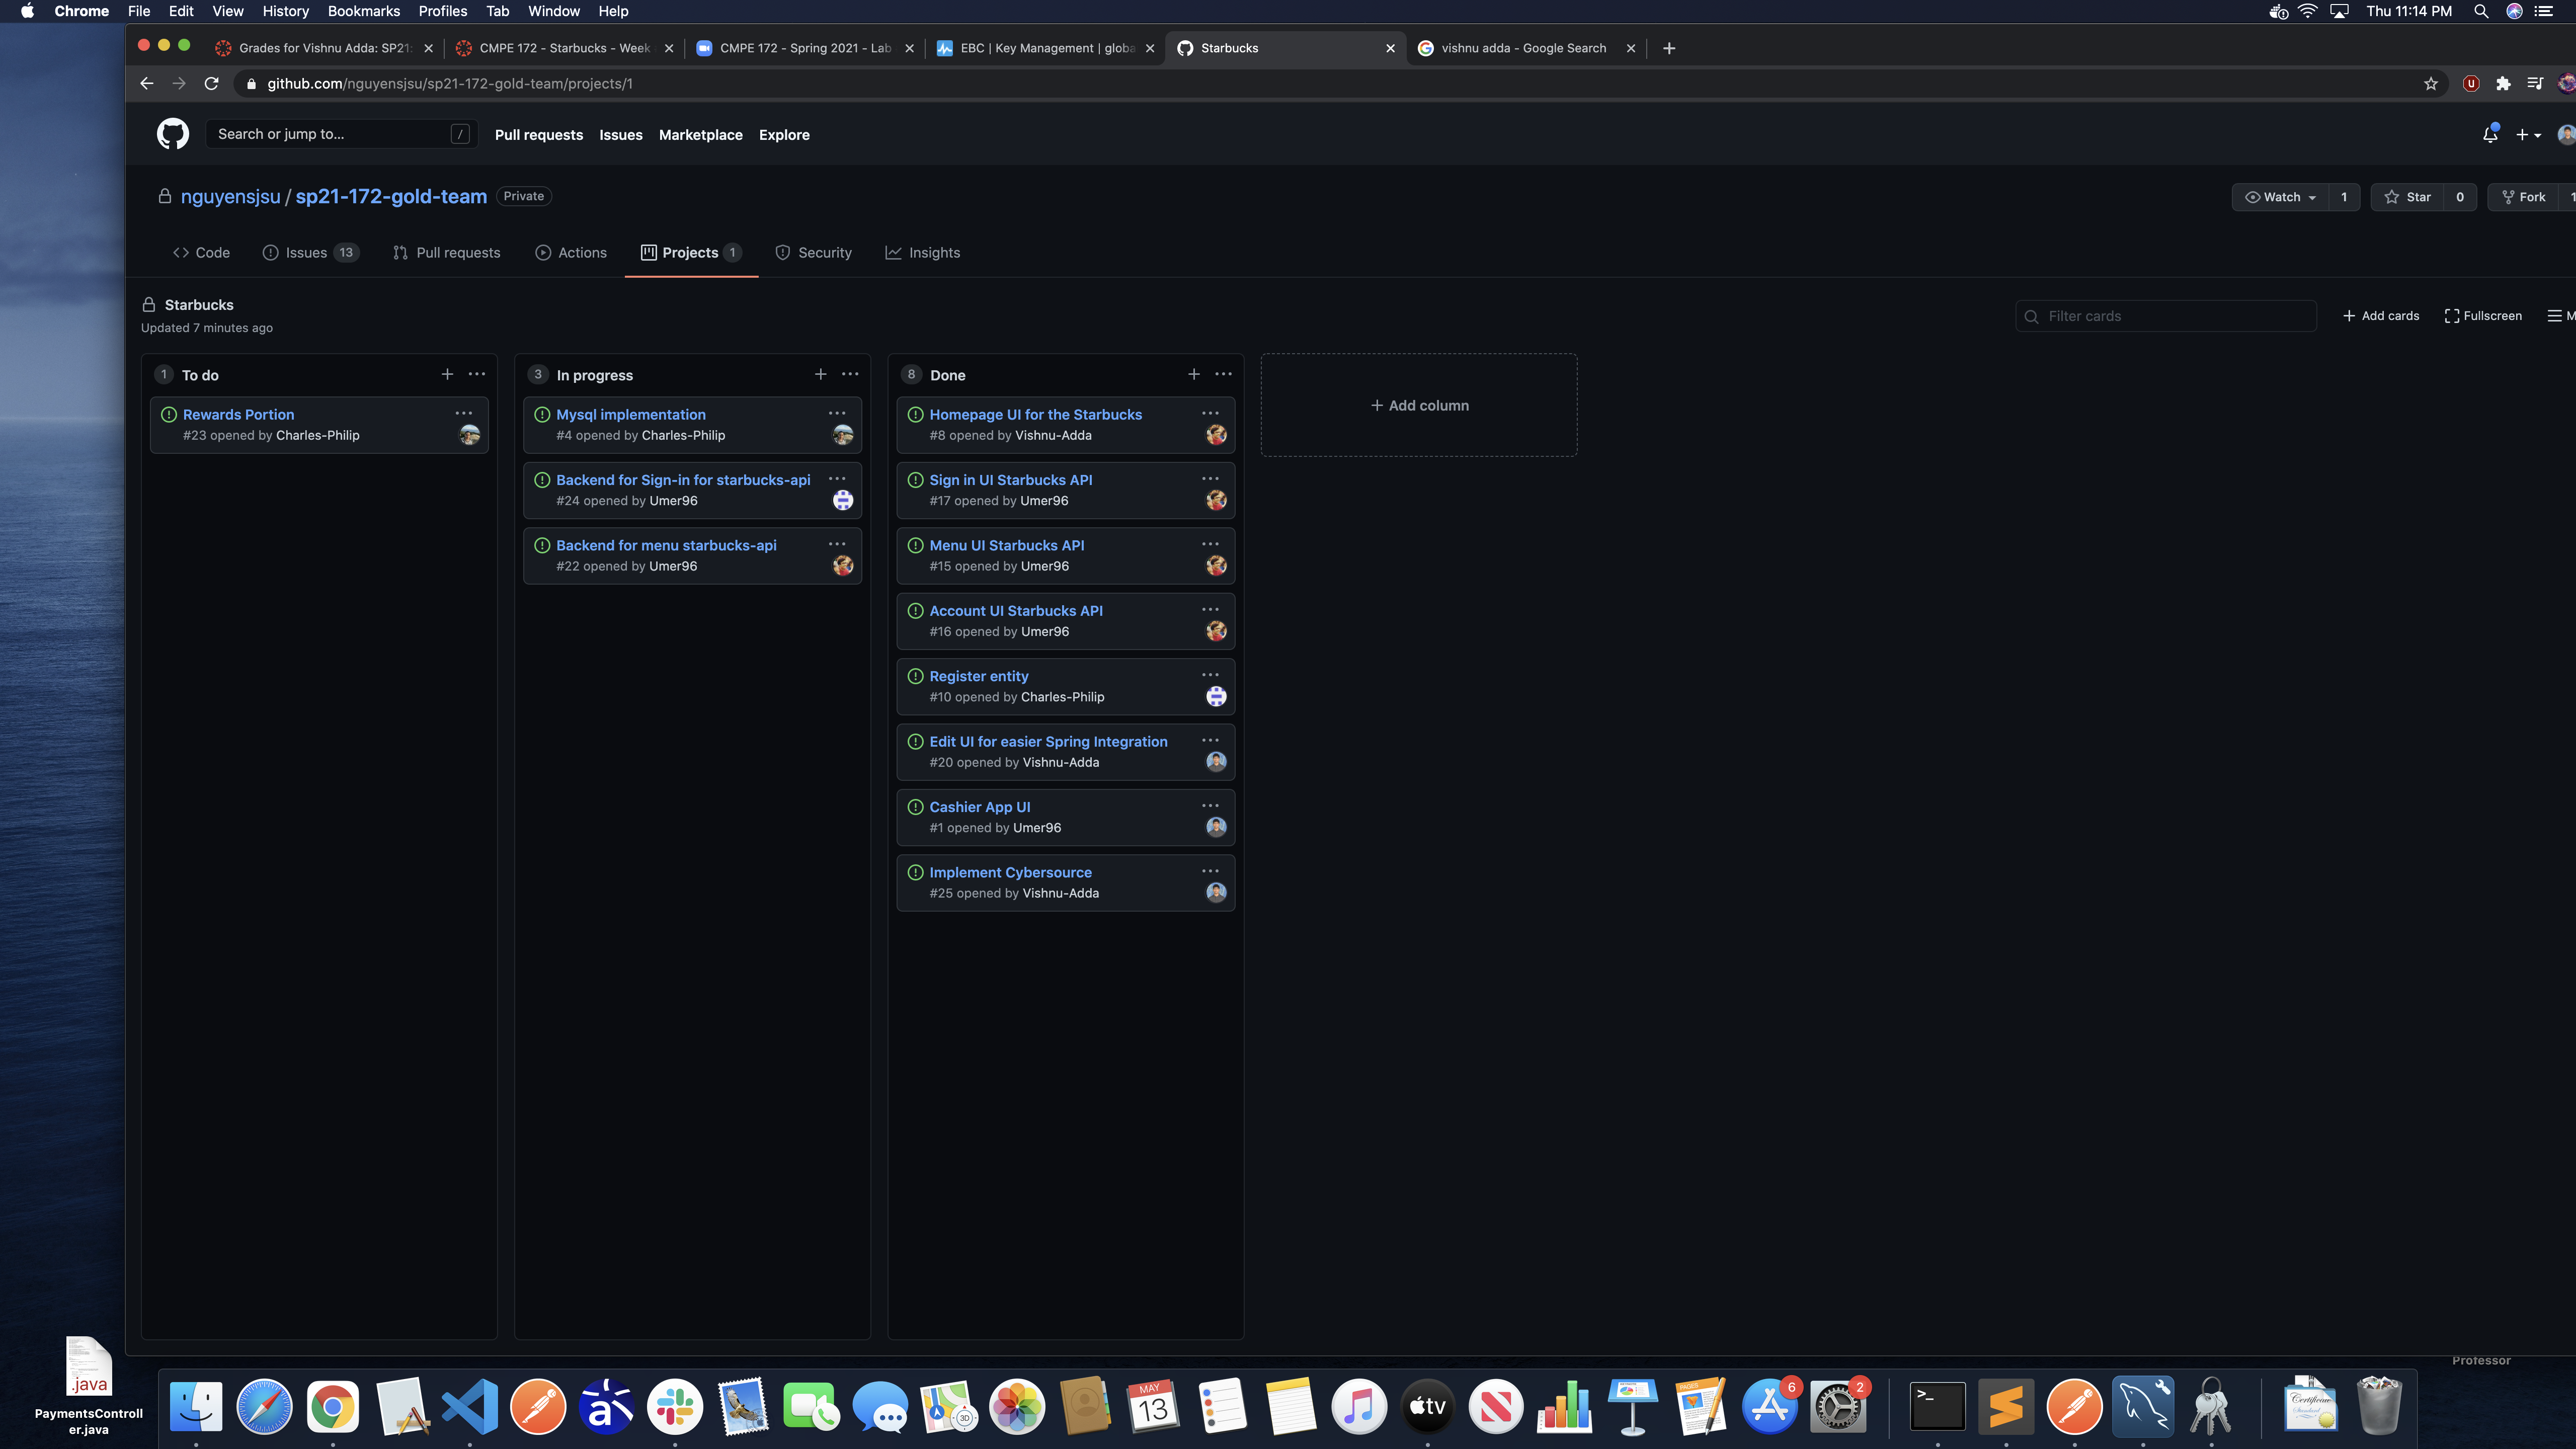 Chrome File Edit View History Bookmarks Profiles Tab Window Help
Thu 11:14 PM
Grades for Vishnu Adda: SP21:
CMPE 172 - Starbucks - Week
CMPE 172 - Spring 2021 - Lab
EBC | Key Management | globa
Starbucks
vishnu adda - Google Search
github.com/nguyensjsu/sp21-172-gold-team/projects/1
Search or jump to...
/
Pull requests Issues Marketplace Explore
nguyensjsu / sp21-172-gold-team Private
Watch 1 Star 0 Fork 1
Code Issues 13 Pull requests Actions Projects 1 Security Insights
Starbucks
Updated 7 minutes ago
Filter cards
Add cards Fullscreen M
1 To do
Rewards Portion
#23 opened by Charles-Philip
3 In progress
Mysql implementation
#4 opened by Charles-Philip
Backend for Sign-in for starbucks-api
#24 opened by Umer96
Backend for menu starbucks-api
#22 opened by Umer96
8 Done
Homepage UI for the Starbucks
#8 opened by Vishnu-Adda
Sign in UI Starbucks API
#17 opened by Umer96
Menu UI Starbucks API
#15 opened by Umer96
Account UI Starbucks API
#16 opened by Umer96
Register entity
#10 opened by Charles-Philip
Edit UI for easier Spring Integration
#20 opened by Vishnu-Adda
Cashier App UI
#1 opened by Umer96
Implement Cybersource
#25 opened by Vishnu-Adda
+ Add column
Professor
.java
PaymentsControll
er.java
MAY
13
3D
PAGES
tv
6
2
>_
Certificate